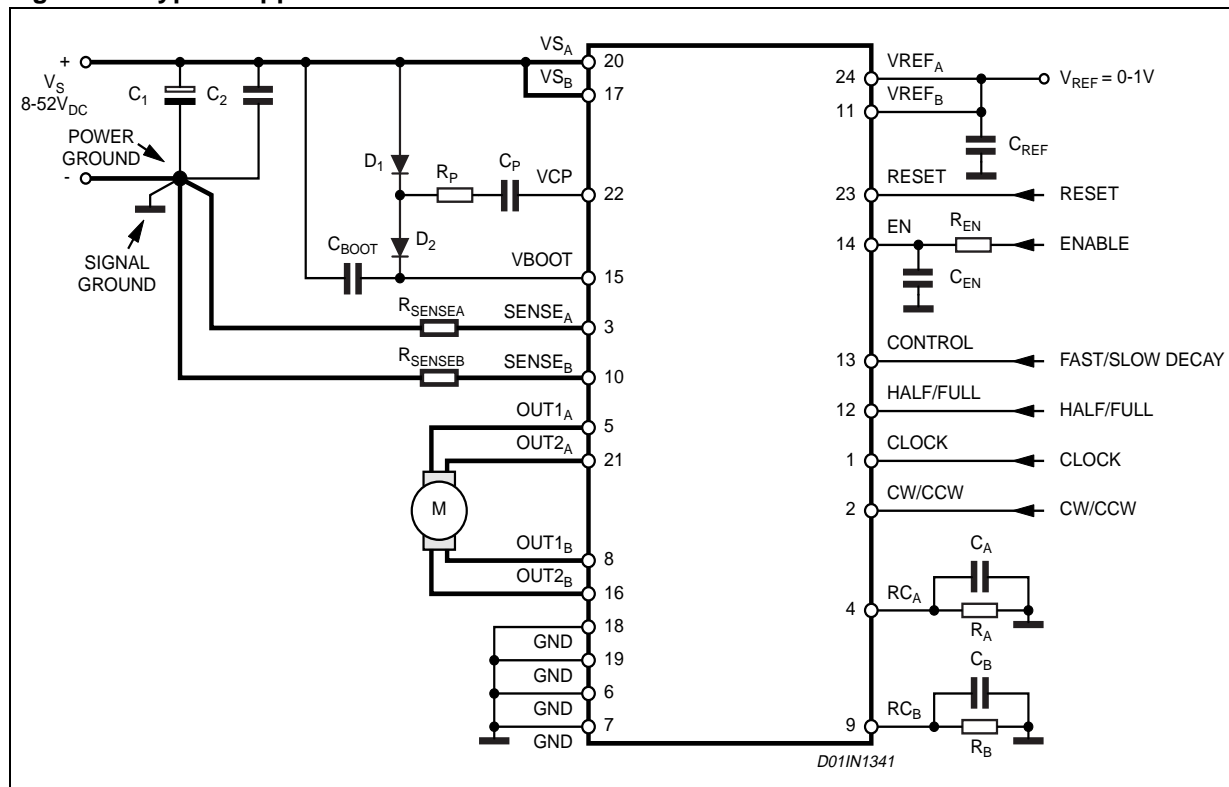 +
V_S
8-52V_DC
C_1
C_2
POWER
GROUND
-
SIGNAL
GROUND
D_1
R_P
C_P
VCP
D_2
C_BOOT
VBOOT
R_SENSEA
SENSE_A
R_SENSEB
SENSE_B
OUT1_A
OUT2_A
M
OUT1_B
OUT2_B
GND
GND
GND
GND
VS_A
VS_B
20
17
22
15
3
10
5
21
8
16
18
19
6
7
24
11
23
14
13
12
1
2
4
9
VREF_A
V_REF = 0-1V
VREF_B
C_REF
RESET
RESET
EN
R_EN
ENABLE
C_EN
CONTROL
FAST/SLOW DECAY
HALF/FULL
HALF/FULL
CLOCK
CLOCK
CW/CCW
CW/CCW
C_A
RC_A
R_A
C_B
RC_B
R_B
D01IN1341